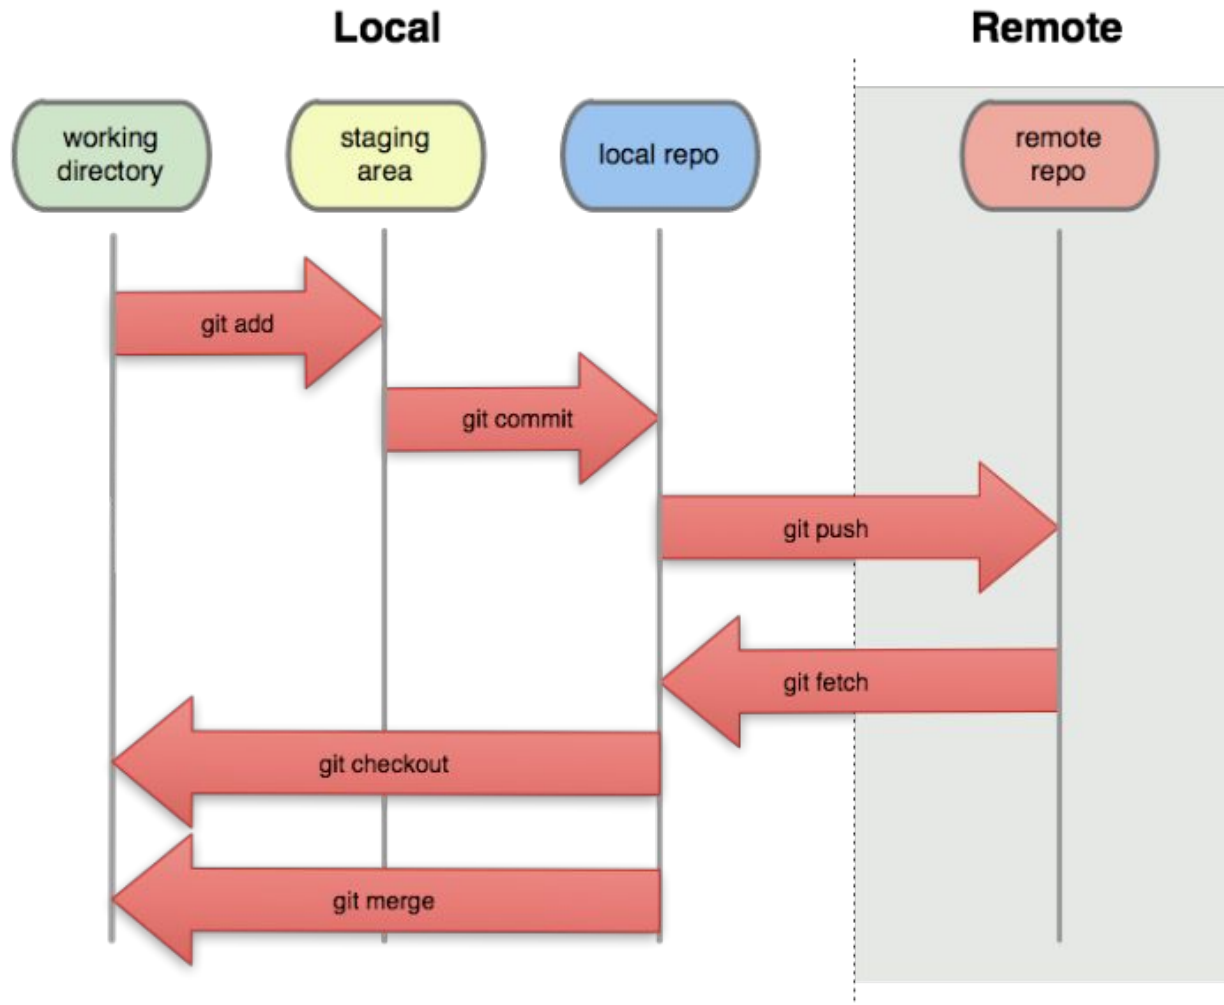 Local
Remote
working
directory
staging
area
local repo
remote
repo
git add
git commit
git push
git fetch
git checkout
git merge